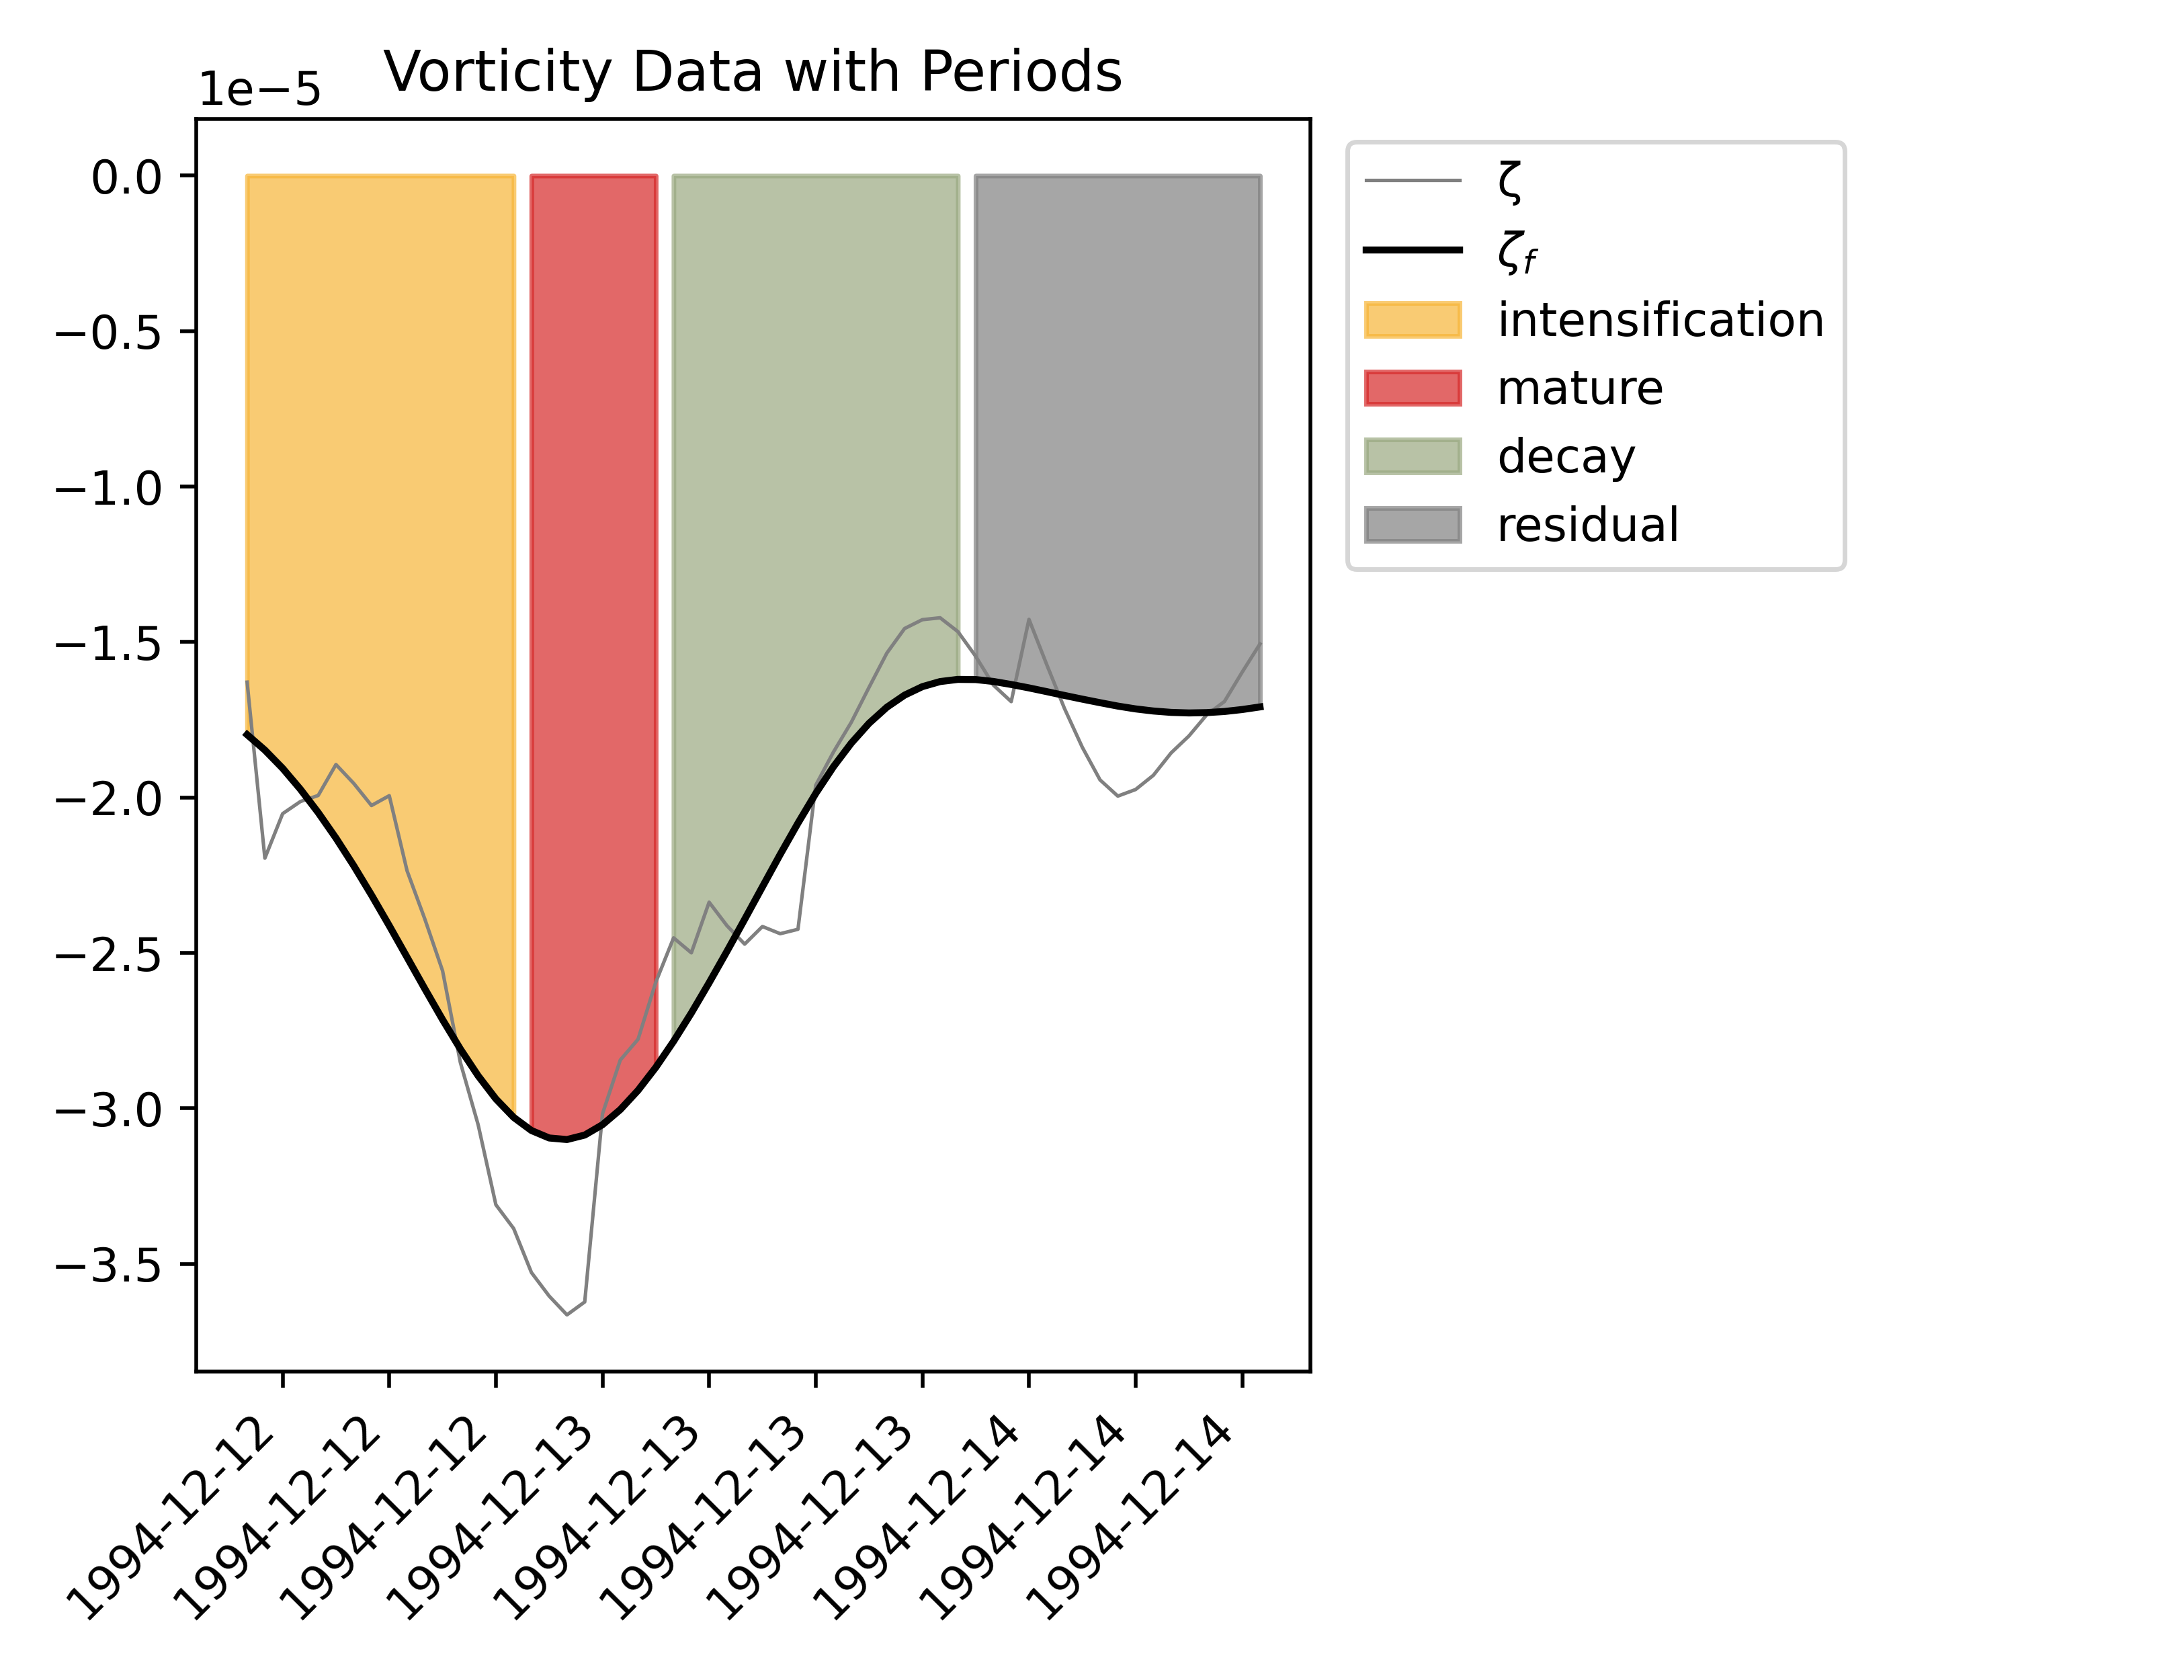 Vorticity Data with Periods
1e−5
0.0
−0.5
−1.0
−1.5
−2.0
−2.5
−3.0
−3.5
1994-12-12
1994-12-12
1994-12-12
1994-12-13
1994-12-13
1994-12-13
1994-12-13
1994-12-14
1994-12-14
1994-12-14
ζ
ζf
intensification
mature
decay
residual